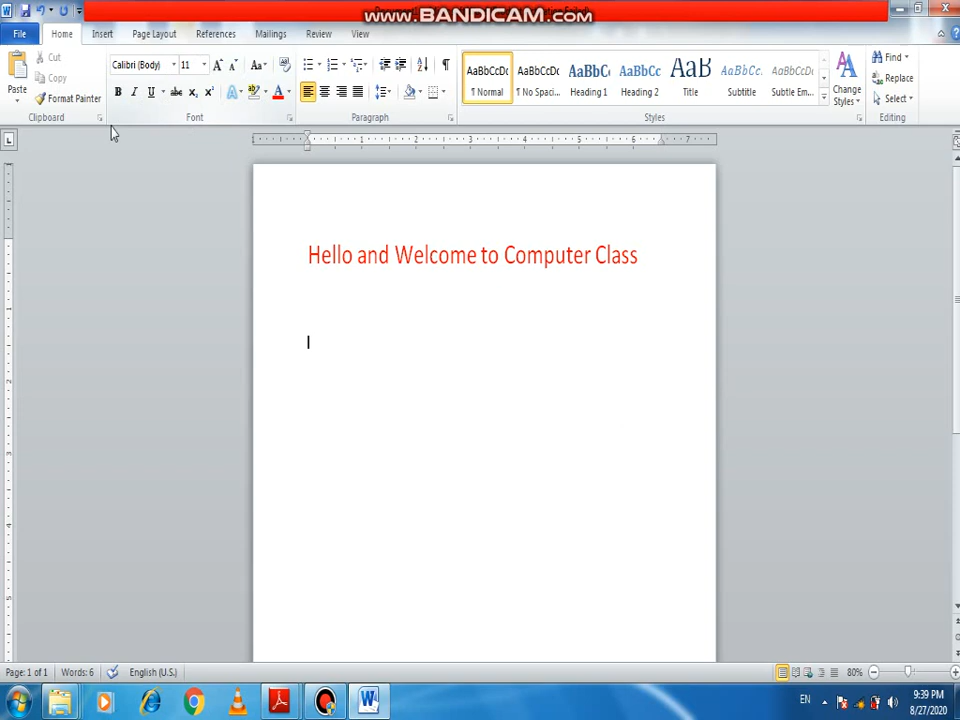 www.BANDICAM.com
File Home Insert Page Layout References Mailings Review View
Paste
Cut
Copy
Format Painter
Clipboard
Calibri (Body) 11
Font
Paragraph
AaBbCcDc AaBbCcDc AaBbC AaBbCc AaB AaBbCc. AaBbCcDc
¶ Normal ¶ No Spaci... Heading 1 Heading 2 Title Subtitle Subtle Em...
Change Styles
Styles
Find
Replace
Select
Editing
Hello and Welcome to Computer Class
Page: 1 of 1 Words: 6 English (U.S.) 80%
EN 9:39 PM
8/27/2020